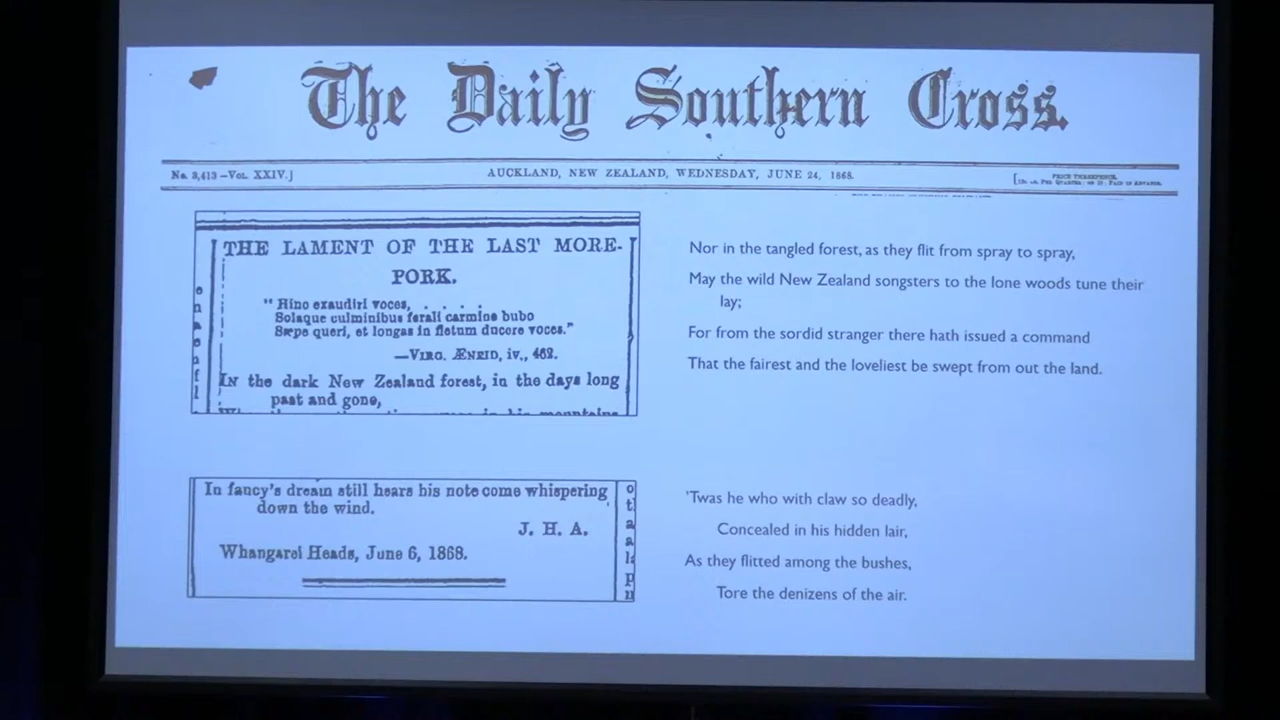 The Daily Southern Cross.
No. 3,413—VOL. XXIV.]
AUCKLAND, NEW ZEALAND, WEDNESDAY, JUNE 24, 1868.
THE LAMENT OF THE LAST MORE-
PORK.
" Hinc exaudiri voces, . . . .
Solaque culminibus ferali carmine bubo
Sæpe queri, et longas in fletum ducere voces."
—VIRG. ÆNEID, iv., 462.
IN the dark New Zealand forest, in the days long
past and gone,
In fancy's dream still hears his note come whispering
down the wind.
J. H. A.
Whangarei Heads, June 6, 1868.
Nor in the tangled forest, as they flit from spray to spray,
May the wild New Zealand songsters to the lone woods tune their
lay;
For from the sordid stranger there hath issued a command
That the fairest and the loveliest be swept from out the land.
'Twas he who with claw so deadly,
Concealed in his hidden lair,
As they flitted among the bushes,
Tore the denizens of the air.